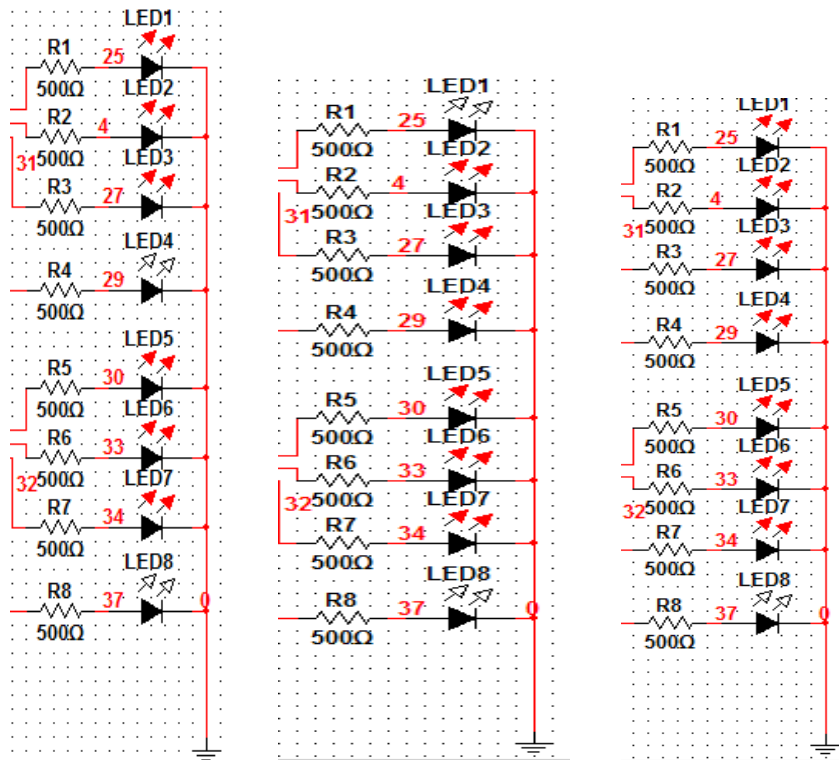 LED1
R1 25
500Ω LED2
R2 4
31 500Ω LED3
R3 27
500Ω LED4
R4 29
500Ω LED5
R5 30
500Ω LED6
R6 33
32 500Ω LED7
R7 34
500Ω LED8
R8 37 0
500Ω
LED1
R1 25
500Ω LED2
R2 4
31 500Ω LED3
R3 27
500Ω LED4
R4 29
500Ω LED5
R5 30
500Ω LED6
R6 33
32 500Ω LED7
R7 34
500Ω LED8
R8 37 0
500Ω
LED1
R1 25
500Ω LED2
R2 4
31 500Ω LED3
R3 27
500Ω LED4
R4 29
500Ω LED5
R5 30
500Ω LED6
R6 33
32 500Ω LED7
R7 34
500Ω LED8
R8 37 0
500Ω